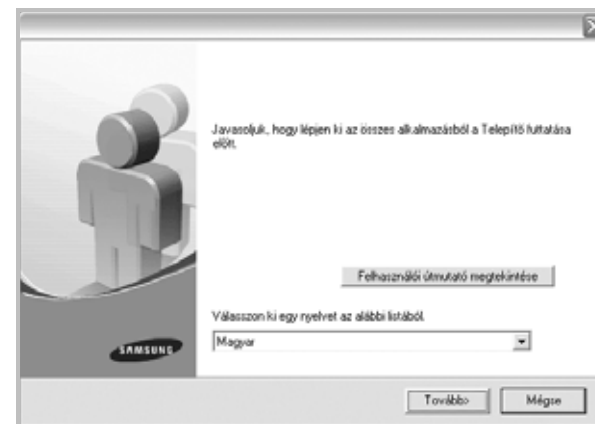 Javasoljuk, hogy lépjen ki az összes alkalmazásból a Telepítő futtatása
előtt.
Felhasználói útmutató megtekintése
Válasszon ki egy nyelvet az alábbi listából.
SAMSUNG
Magyar
Tovább>
Mégse